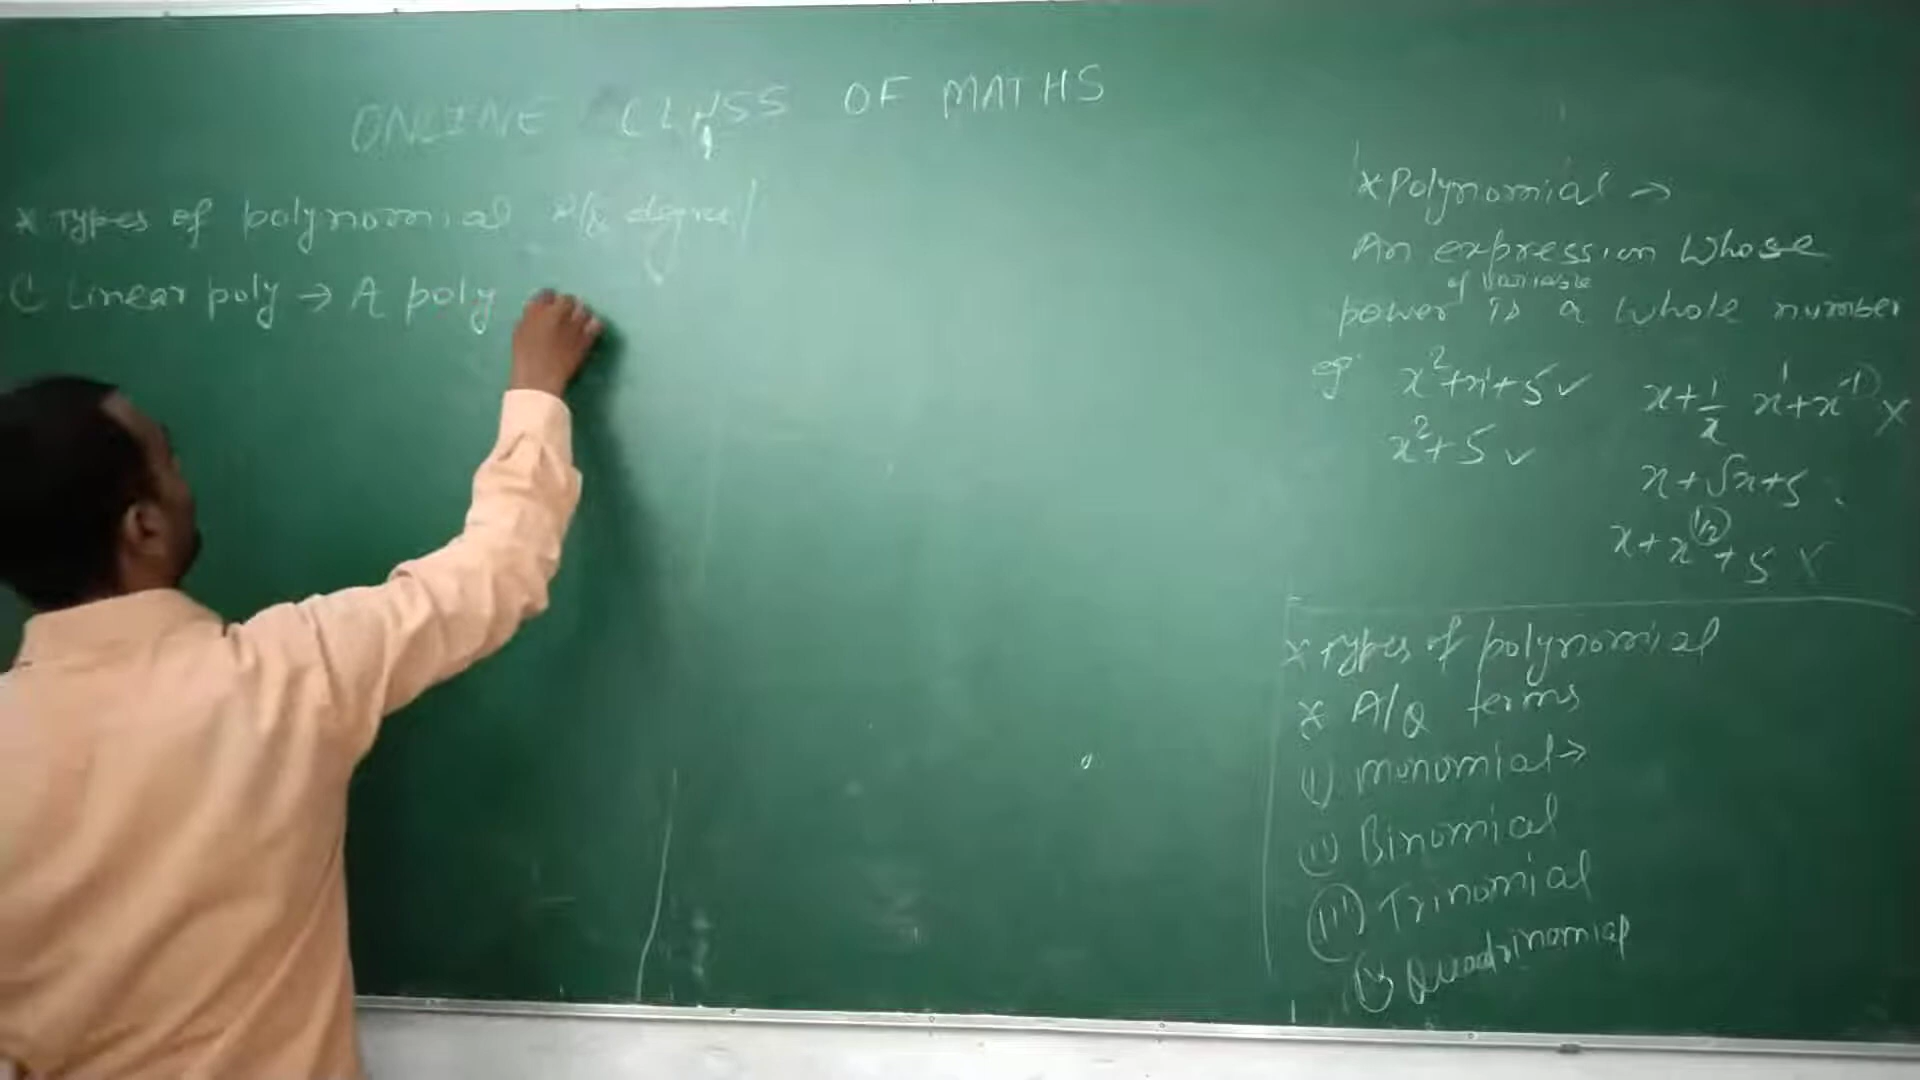 ONLINE CLASS OF MATHS
* Types of polynomial A/Q degree/
(i Linear poly → A poly
* Polynomial →
An expression Whose
of Variable
power is a Whole number
eg x²+x¹+5 ✓ x+1/x x¹+x⁻¹ X
x²+5 ✓
x+√x+5
x+x^1/2+5 X
* Types of polynomial
* A/Q terms
(i) Monomial →
(ii) Binomial
(iii) Trinomial
(iv) Quadrinomial